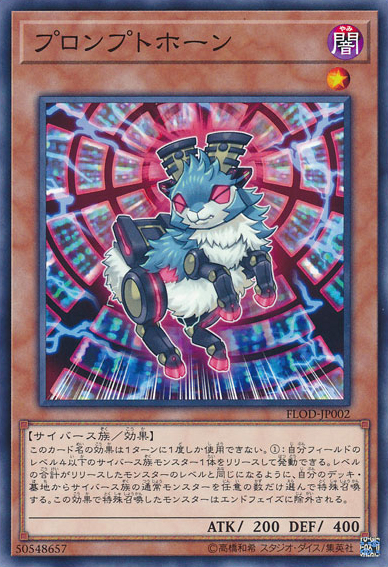 プロンプトホーン
やみ
闇
FLOD-JP002
【サイバース族／効果】
このカード名の効果は1ターンに1度しか使用できない。①：自分フィールドの
レベル４以下のサイバース族モンスター1体をリリースして発動できる。レベル
の合計がリリースしたモンスターのレベルと同じになるように、自分のデッキ・
墓地からサイバース族の通常モンスターを任意の数だけ選んで特殊召喚
する。この効果で特殊召喚したモンスターはエンドフェイズに除外される。
ATK/ 200 DEF/ 400
50548657
©高橋和希 スタジオ・ダイス/集英社